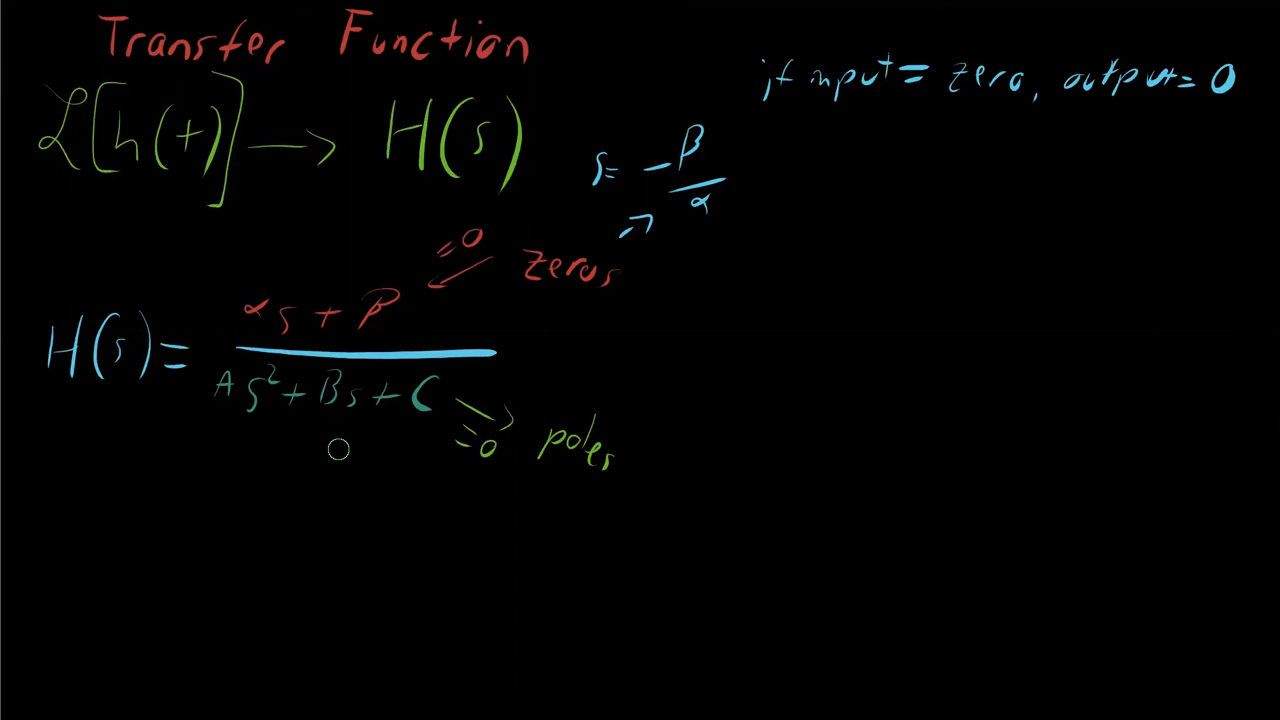 Transfer Function
if input = zero, output = 0
ℒ[h(t)] → H(s)
s = -β/α
=0 zeros
H(s) = αs + β
As² + Bs + C
=0 poles